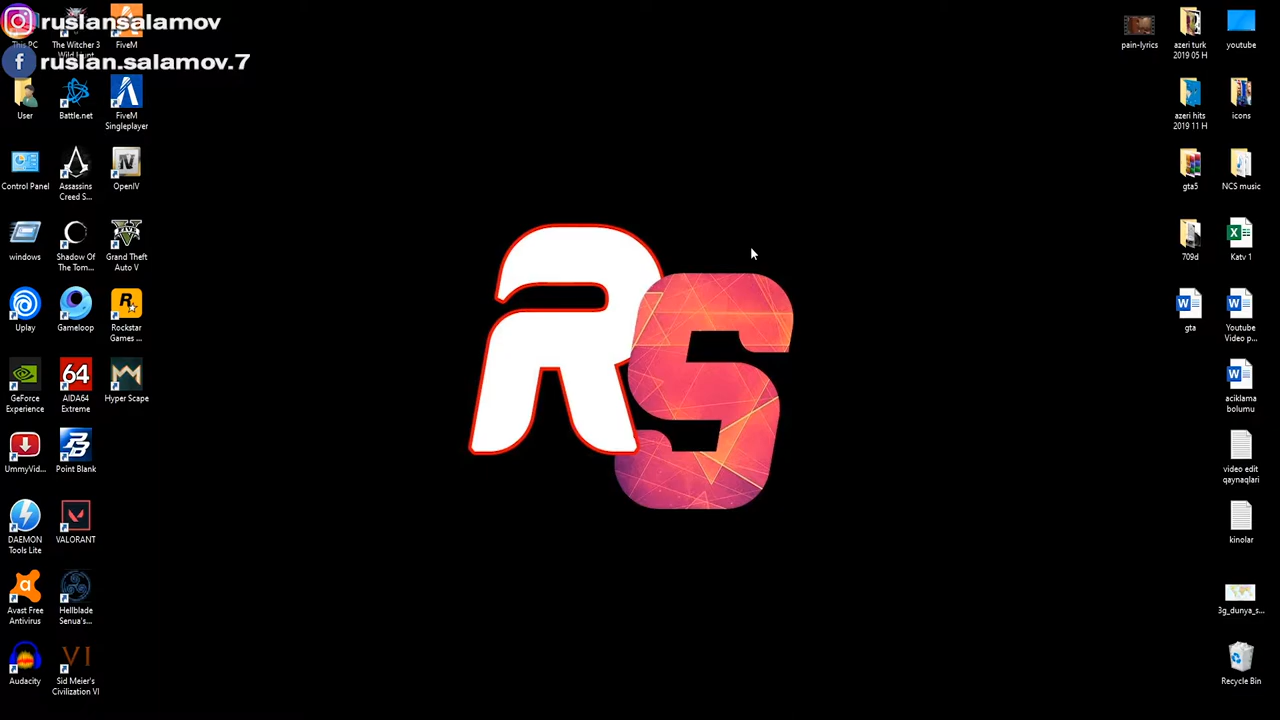 ruslansalamov
ruslan.salamov.7
This PC
The Witcher 3
Wild Hunt
FiveM
User
Battle.net
FiveM
Singleplayer
Control Panel
Assassins
Creed S...
OpenIV
windows
Shadow Of
The Tom...
Grand Theft
Auto V
Uplay
Gameloop
Rockstar
Games ...
GeForce
Experience
AIDA64
Extreme
Hyper Scape
UmmyVid...
Point Blank
DAEMON
Tools Lite
VALORANT
Avast Free
Antivirus
Hellblade
Senua's...
Audacity
Sid Meier's
Civilization VI
RS
pain-lyrics
azeri turk
2019 05 H
youtube
azeri hits
2019 11 H
icons
gta5
NCS music
709d
Katv 1
gta
Youtube
Video p...
aciklama
bolumu
video edit
qaynaqlari
kinolar
3g_dunya_s...
Recycle Bin